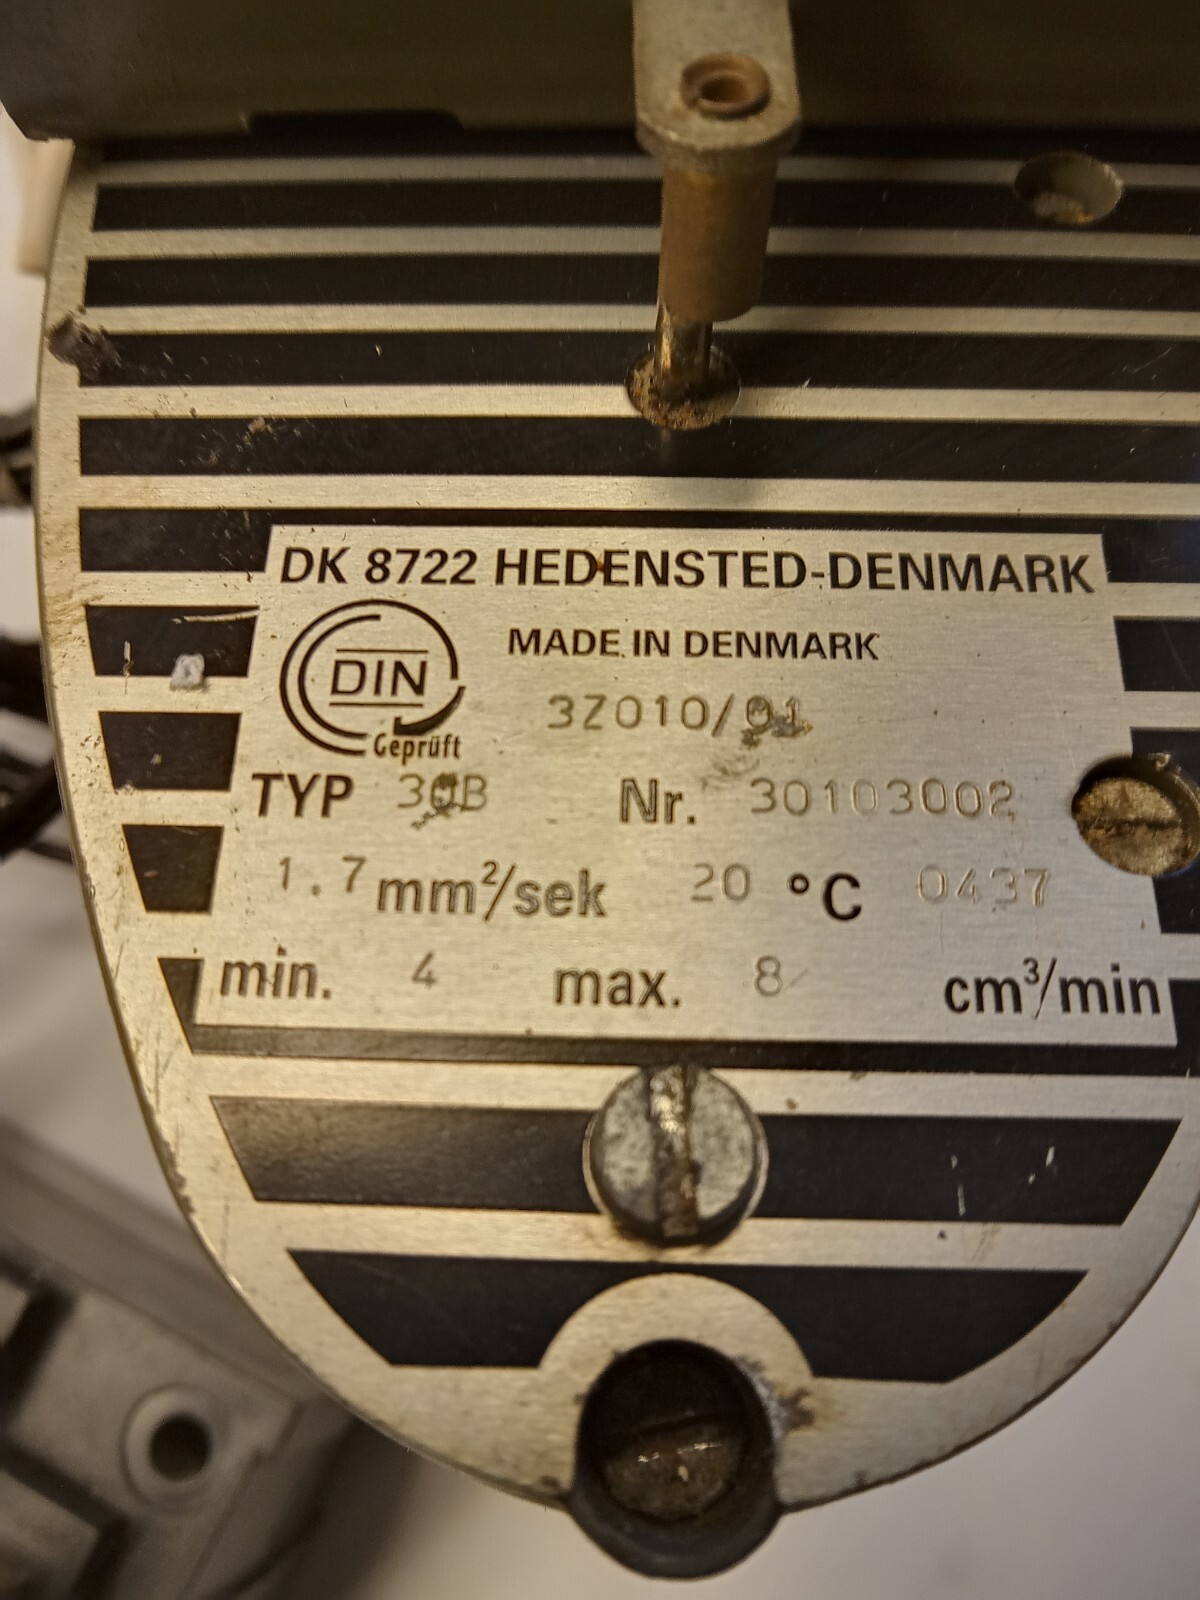 DK 8722 HEDENSTED-DENMARK
DIN
Geprüft
MADE IN DENMARK
3Z010/01
TYP 30B Nr. 30103002
1.7 mm²/sek 20 °C 0437
min. 4 max. 8 cm³/min